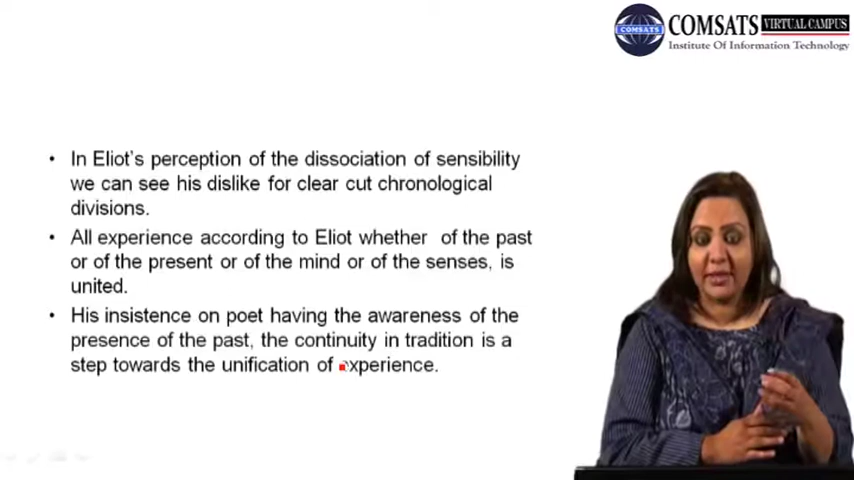 COMSATS VIRTUAL CAMPUS
COMSATS
Institute Of Information Technology
• In Eliot's perception of the dissociation of sensibility
we can see his dislike for clear cut chronological
divisions.
• All experience according to Eliot whether of the past
or of the present or of the mind or of the senses, is
united.
• His insistence on poet having the awareness of the
presence of the past, the continuity in tradition is a
step towards the unification of experience.